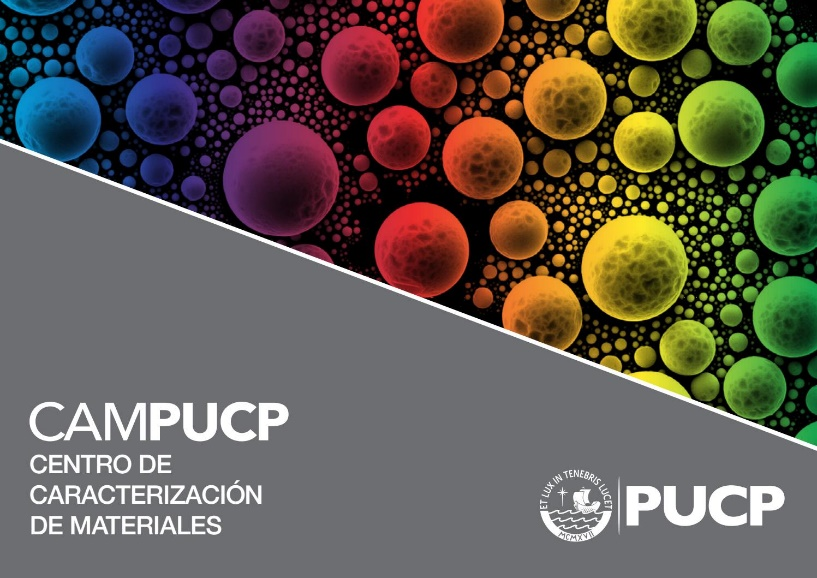 CAMPUCP
CENTRO DE
CARACTERIZACIÓN
DE MATERIALES
ET LUX IN TENEBRIS LUCET
MCMXVII
PUCP